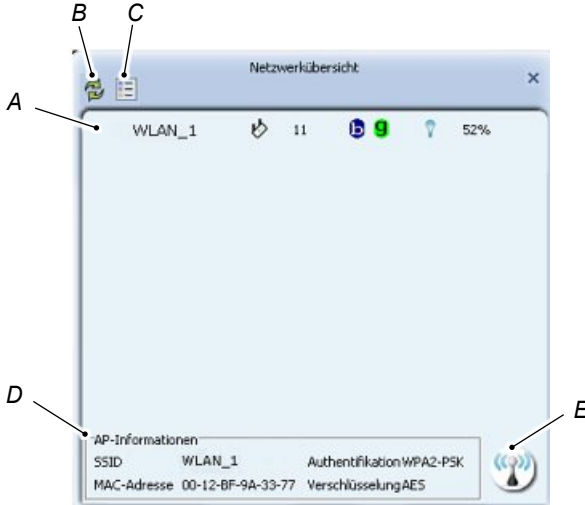 B C
Netzwerkübersicht
A
WLAN_1 11 b g 52%
D
E
AP-Informationen
SSID WLAN_1 Authentifikation WPA2-PSK
MAC-Adresse 00-12-BF-9A-33-77 Verschlüsselung AES